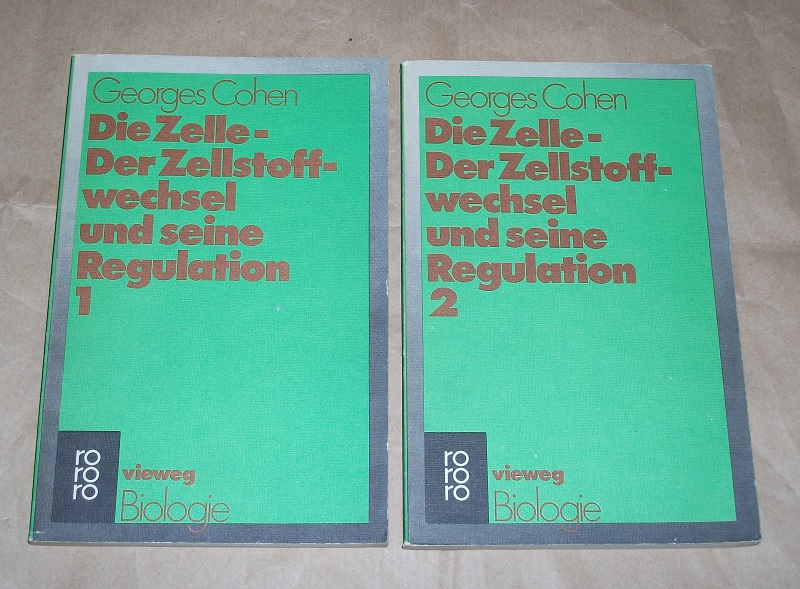 Georges Cohen
Die Zelle-
Der Zellstoff-
wechsel
und seine
Regulation
1
ro
ro
ro
vieweg
Biologie
Georges Cohen
Die Zelle-
Der Zellstoff-
wechsel
und seine
Regulation
2
ro
ro
ro
vieweg
Biologie